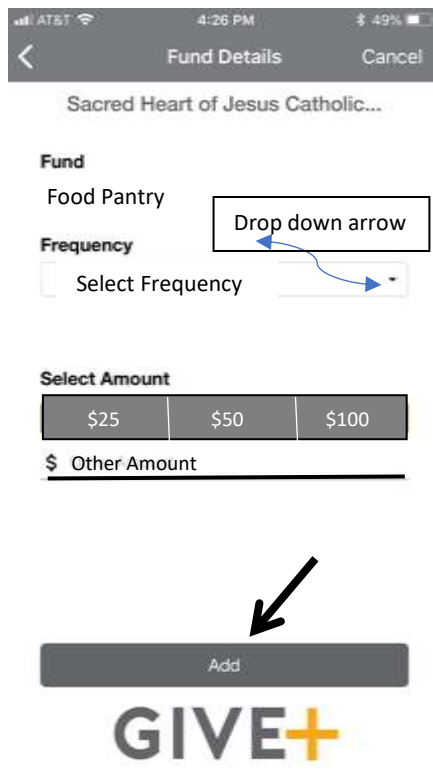 AT&T 4:26 PM 49%
Fund Details Cancel
Sacred Heart of Jesus Catholic...
Fund
Food Pantry
Drop down arrow
Frequency
Select Frequency
Select Amount
$25 $50 $100
$ Other Amount
Add
GIVE+